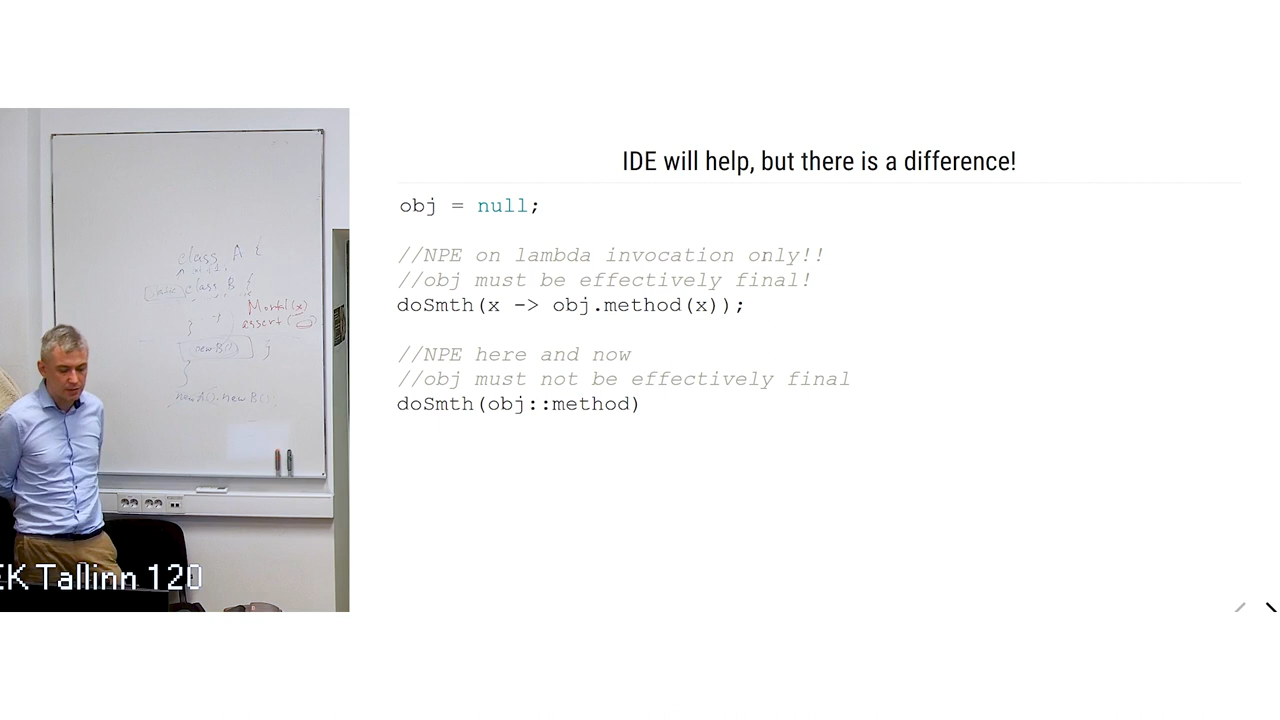 IDE will help, but there is a difference!
obj = null;
//NPE on lambda invocation only!!
//obj must be effectively final!
doSmth(x -> obj.method(x));
//NPE here and now
//obj must not be effectively final
doSmth(obj::method)
class A {
class B {
assert(
}
new B()
}
}
new A().new B()
EK Tallinn 120